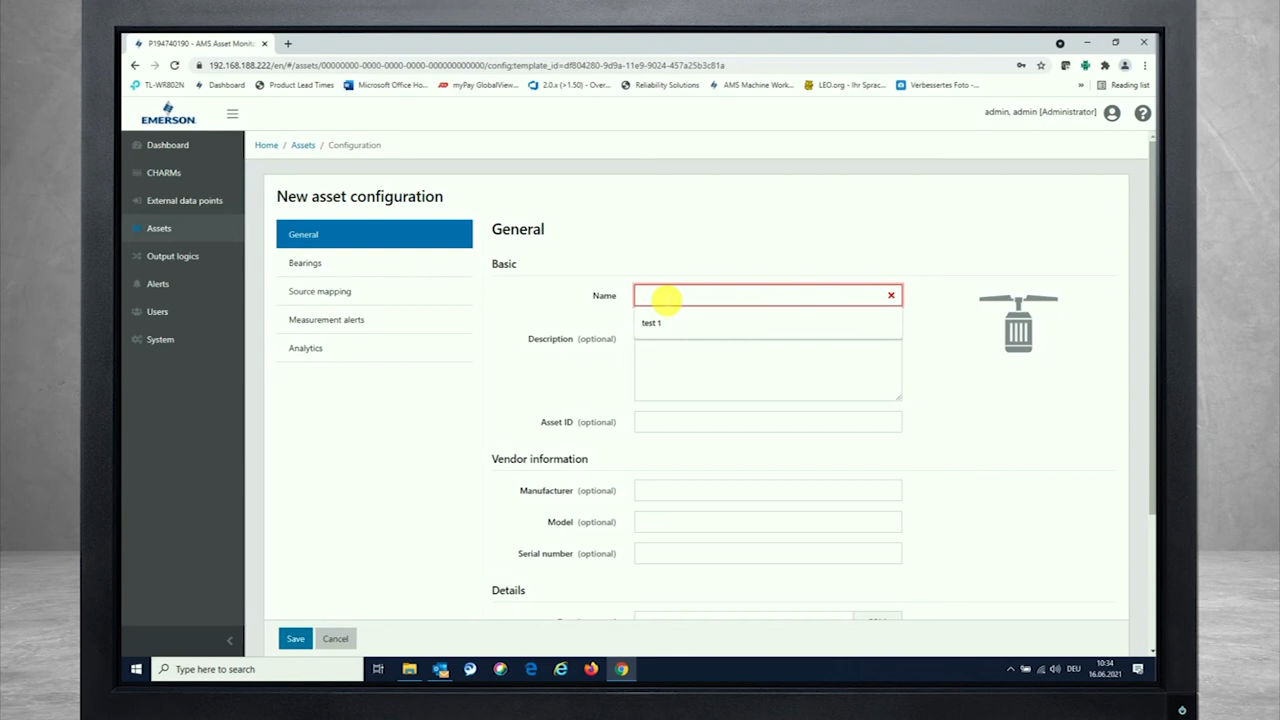 P194740190 - AMS Asset Monit
192.168.188.222/en/#/assets/00000000-0000-0000-0000-000000000000/config;template_id=df804280-9d9a-11e9-9024-457a25b3c81a
TL-WR802N Dashboard Product Lead Times Microsoft Office Ho... myPay GlobalView... 2.0.x (>1.50) - Over... Reliability Solutions AMS Machine Work... LEO.org - Ihr Sprac... Verbessertes Foto -... » Reading list
EMERSON
admin, admin [Administrator]
Dashboard
CHARMs
External data points
Assets
Output logics
Alerts
Users
System
Home / Assets / Configuration
New asset configuration
General
Bearings
Source mapping
Measurement alerts
Analytics
General
Basic
Name
test 1
Description (optional)
Asset ID (optional)
Vendor information
Manufacturer (optional)
Model (optional)
Serial number (optional)
Details
Save Cancel
Type here to search
DEU
10:34
16.06.2021